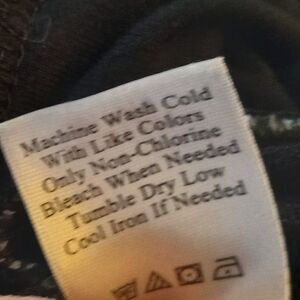 Machine Wash Cold
With Like Colors
Only Non-Chlorine
Bleach When Needed
Tumble Dry Low
Cool Iron If Needed